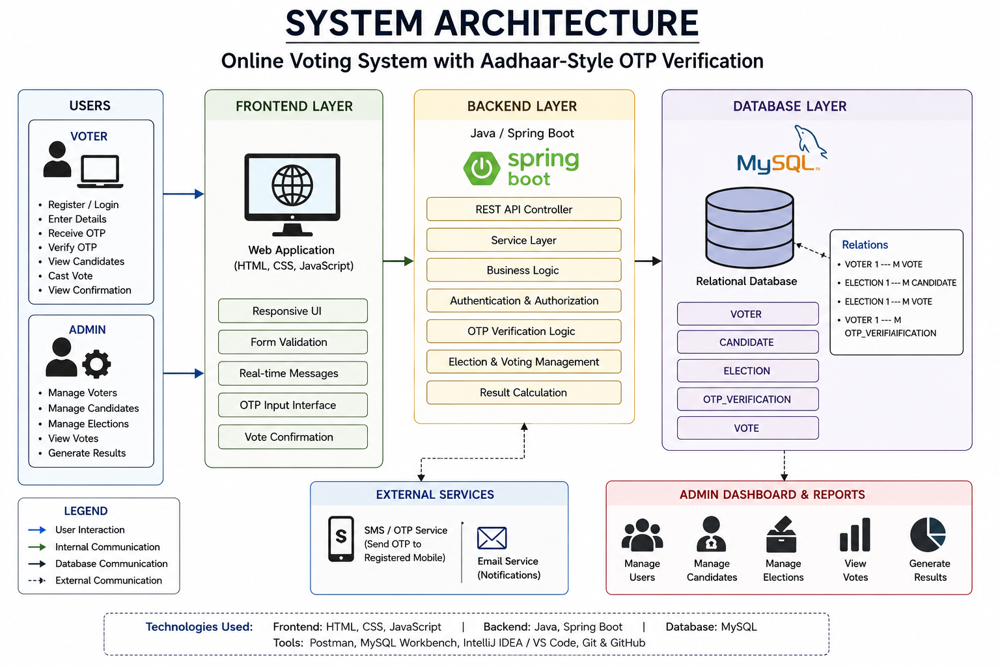 SYSTEM ARCHITECTURE
Online Voting System with Aadhaar-Style OTP Verification
USERS
VOTER
• Register / Login
• Enter Details
• Receive OTP
• Verify OTP
• View Candidates
• Cast Vote
• View Confirmation
ADMIN
• Manage Voters
• Manage Candidates
• Manage Elections
• View Votes
• Generate Results
LEGEND
User Interaction
Internal Communication
Database Communication
External Communication
FRONTEND LAYER
Web Application
(HTML, CSS, JavaScript)
Responsive UI
Form Validation
Real-time Messages
OTP Input Interface
Vote Confirmation
BACKEND LAYER
Java / Spring Boot
spring
boot
REST API Controller
Service Layer
Business Logic
Authentication & Authorization
OTP Verification Logic
Election & Voting Management
Result Calculation
DATABASE LAYER
MySQL
Relational Database
VOTER
CANDIDATE
ELECTION
OTP_VERIFICATION
VOTE
Relations
• VOTER 1 --- M VOTE
• ELECTION 1 --- M CANDIDATE
• ELECTION 1 --- M VOTE
• VOTER 1 --- M
EXTERNAL SERVICES
$
SMS / OTP Service
(Send OTP to
Registered Mobile)
Email Service
(Notifications)
ADMIN DASHBOARD & REPORTS
Manage
Users
Manage
Candidates
Manage
Elections
View
Votes
Generate
Results
Technologies Used: Frontend: HTML, CSS, JavaScript | Backend: Java, Spring Boot | Database: MySQL
Tools: Postman, MySQL Workbench, IntelliJ IDEA / VS Code, Git & GitHub